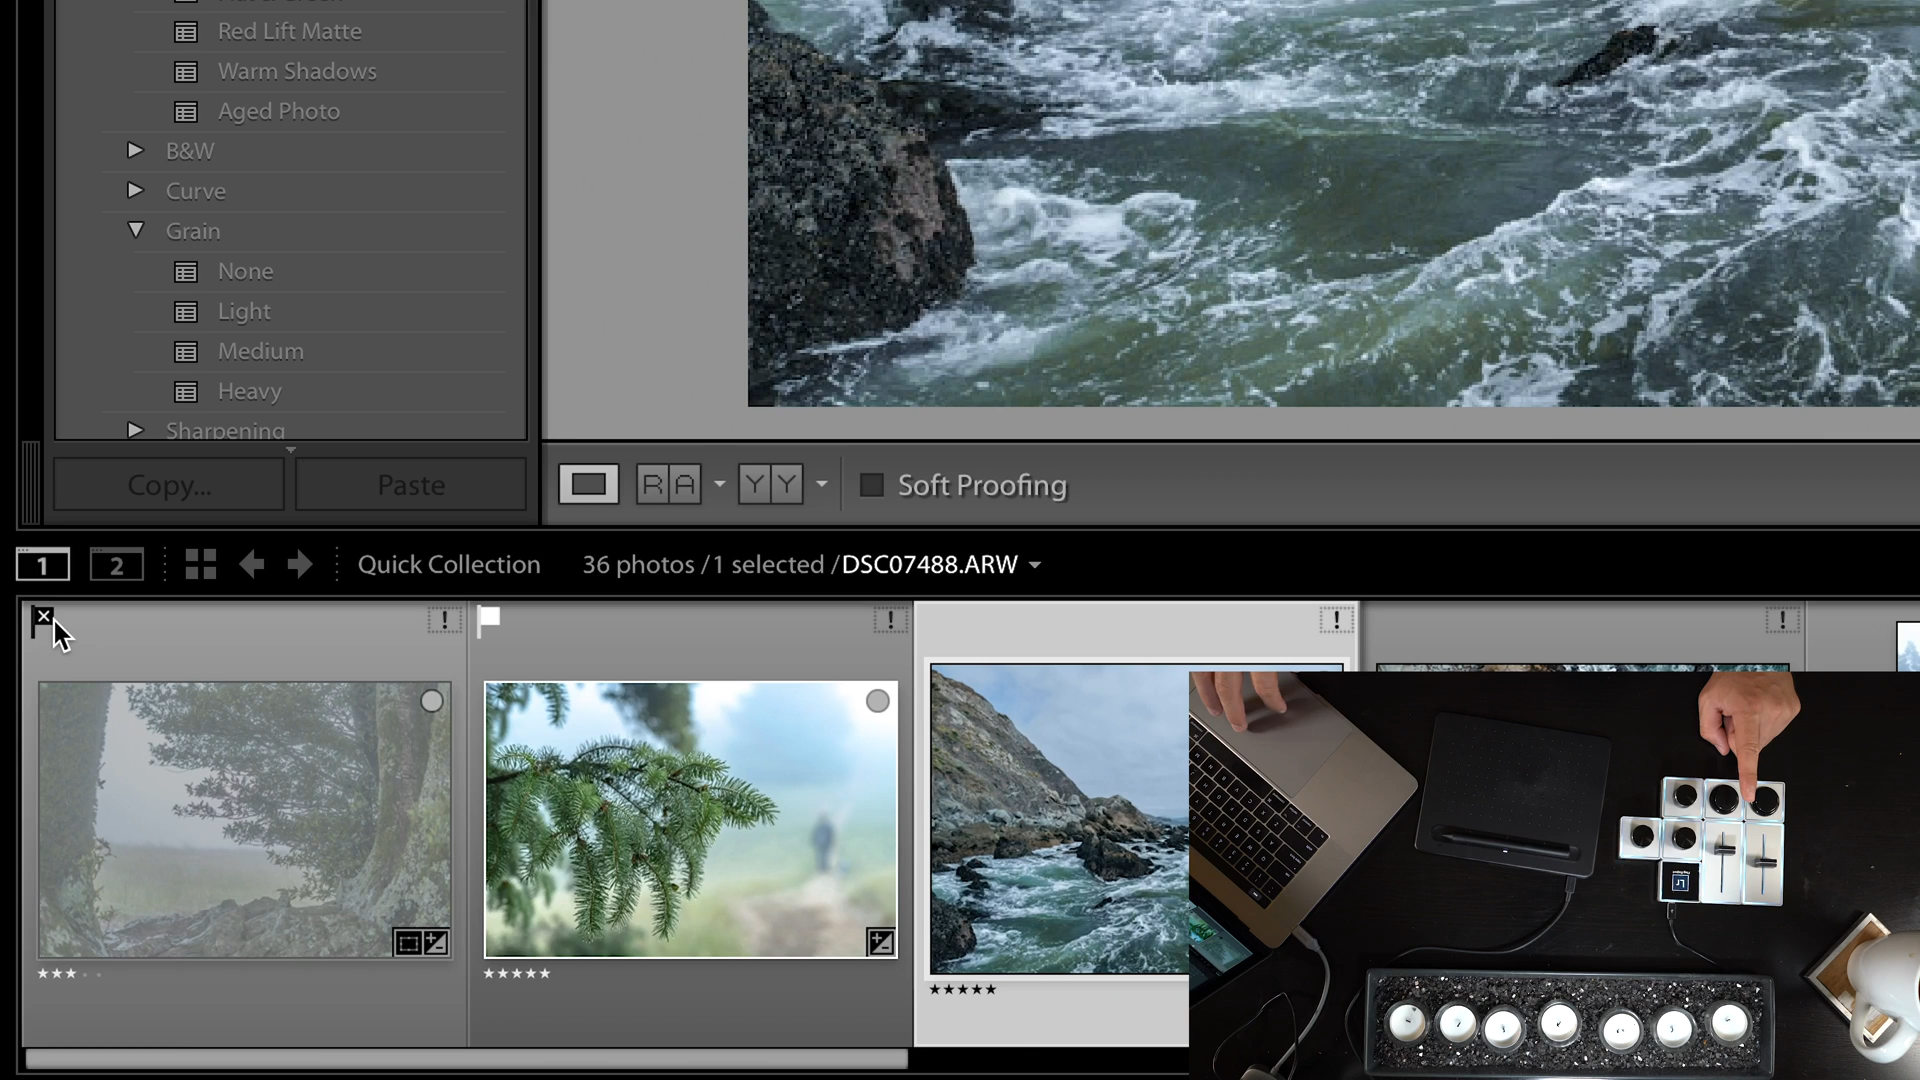 Red Lift Matte
Warm Shadows
Aged Photo
B&W
Curve
Grain
None
Light
Medium
Heavy
Sharpening
Copy... Paste
R A Y Y Soft Proofing
1 2 Quick Collection 36 photos / 1 selected / DSC07488.ARW
! ! ! !
Lr